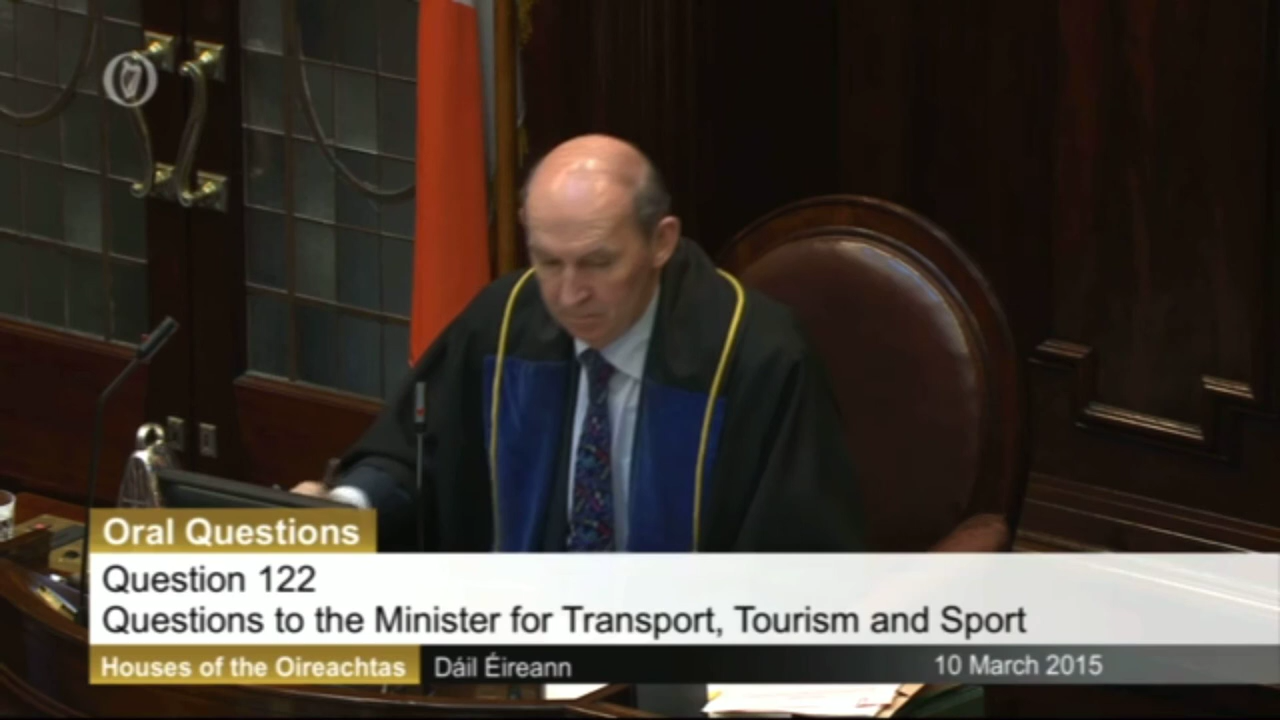 Oral Questions
Question 122
Questions to the Minister for Transport, Tourism and Sport
Houses of the Oireachtas Dáil Éireann 10 March 2015